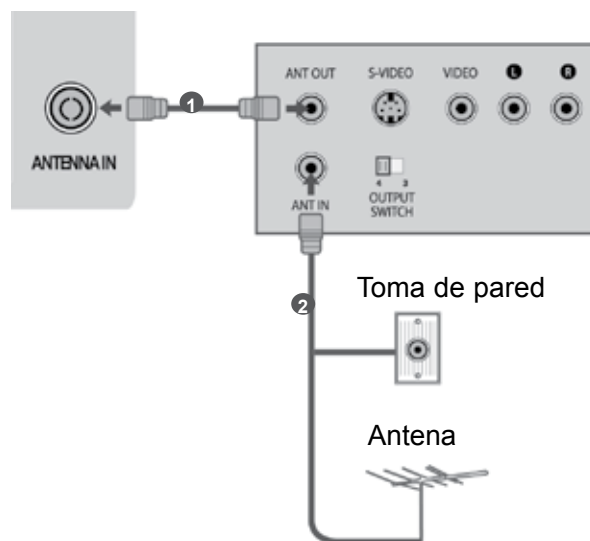 ANT OUT S-VIDEO VIDEO L R
1
ANTENNA IN
ANT IN
4 3
OUTPUT
SWITCH
2
Toma de pared
Antena